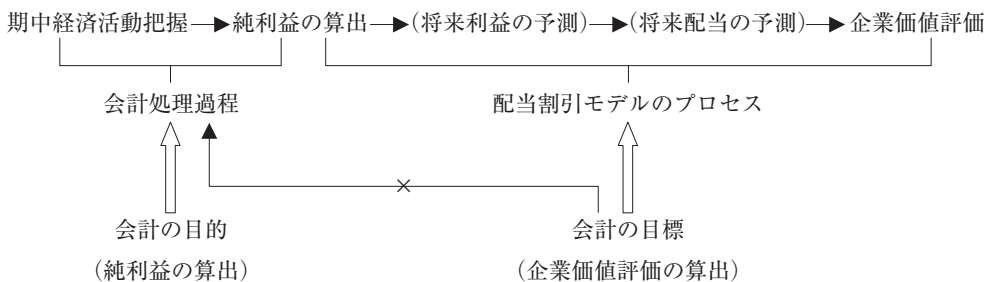 期中経済活動把握→純利益の算出→(将来利益の予測)→(将来配当の予測)→企業価値評価
会計処理過程 配当割引モデルのプロセス
×
会計の目的 会計の目標
(純利益の算出) (企業価値評価の算出)